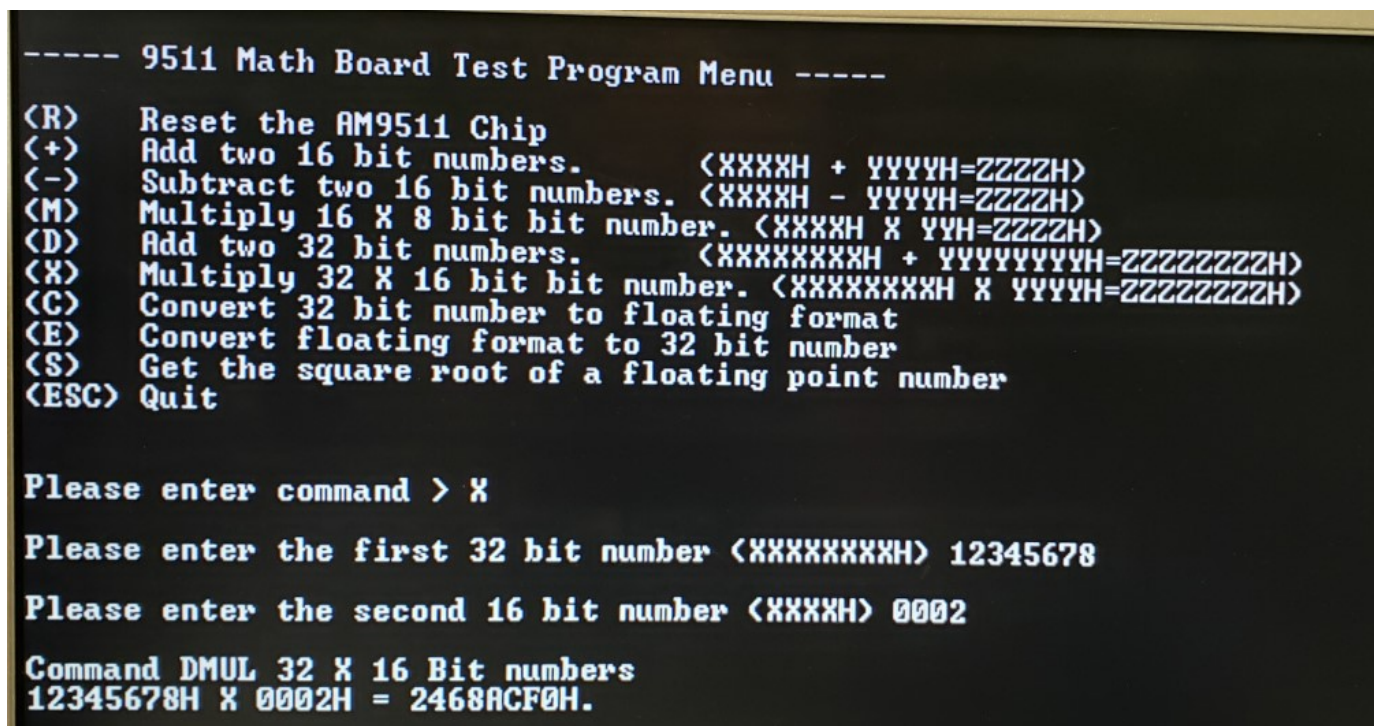 ----- 9511 Math Board Test Program Menu -----
(R) Reset the AM9511 Chip
(+) Add two 16 bit numbers. (XXXXH + YYYYH=ZZZZH)
(-) Subtract two 16 bit numbers. (XXXXH - YYYYH=ZZZZH)
(M) Multiply 16 X 8 bit bit number. (XXXXH X YYH=ZZZZH)
(D) Add two 32 bit numbers. (XXXXXXXXH + YYYYYYYYH=ZZZZZZZZH)
(X) Multiply 32 X 16 bit bit number. (XXXXXXXXH X YYYYH=ZZZZZZZZH)
(C) Convert 32 bit number to floating format
(E) Convert floating format to 32 bit number
(S) Get the square root of a floating point number
(ESC) Quit
Please enter command > X
Please enter the first 32 bit number (XXXXXXXXH) 12345678
Please enter the second 16 bit number (XXXXH) 0002
Command DMUL 32 X 16 Bit numbers
12345678H X 0002H = 2468ACF0H.